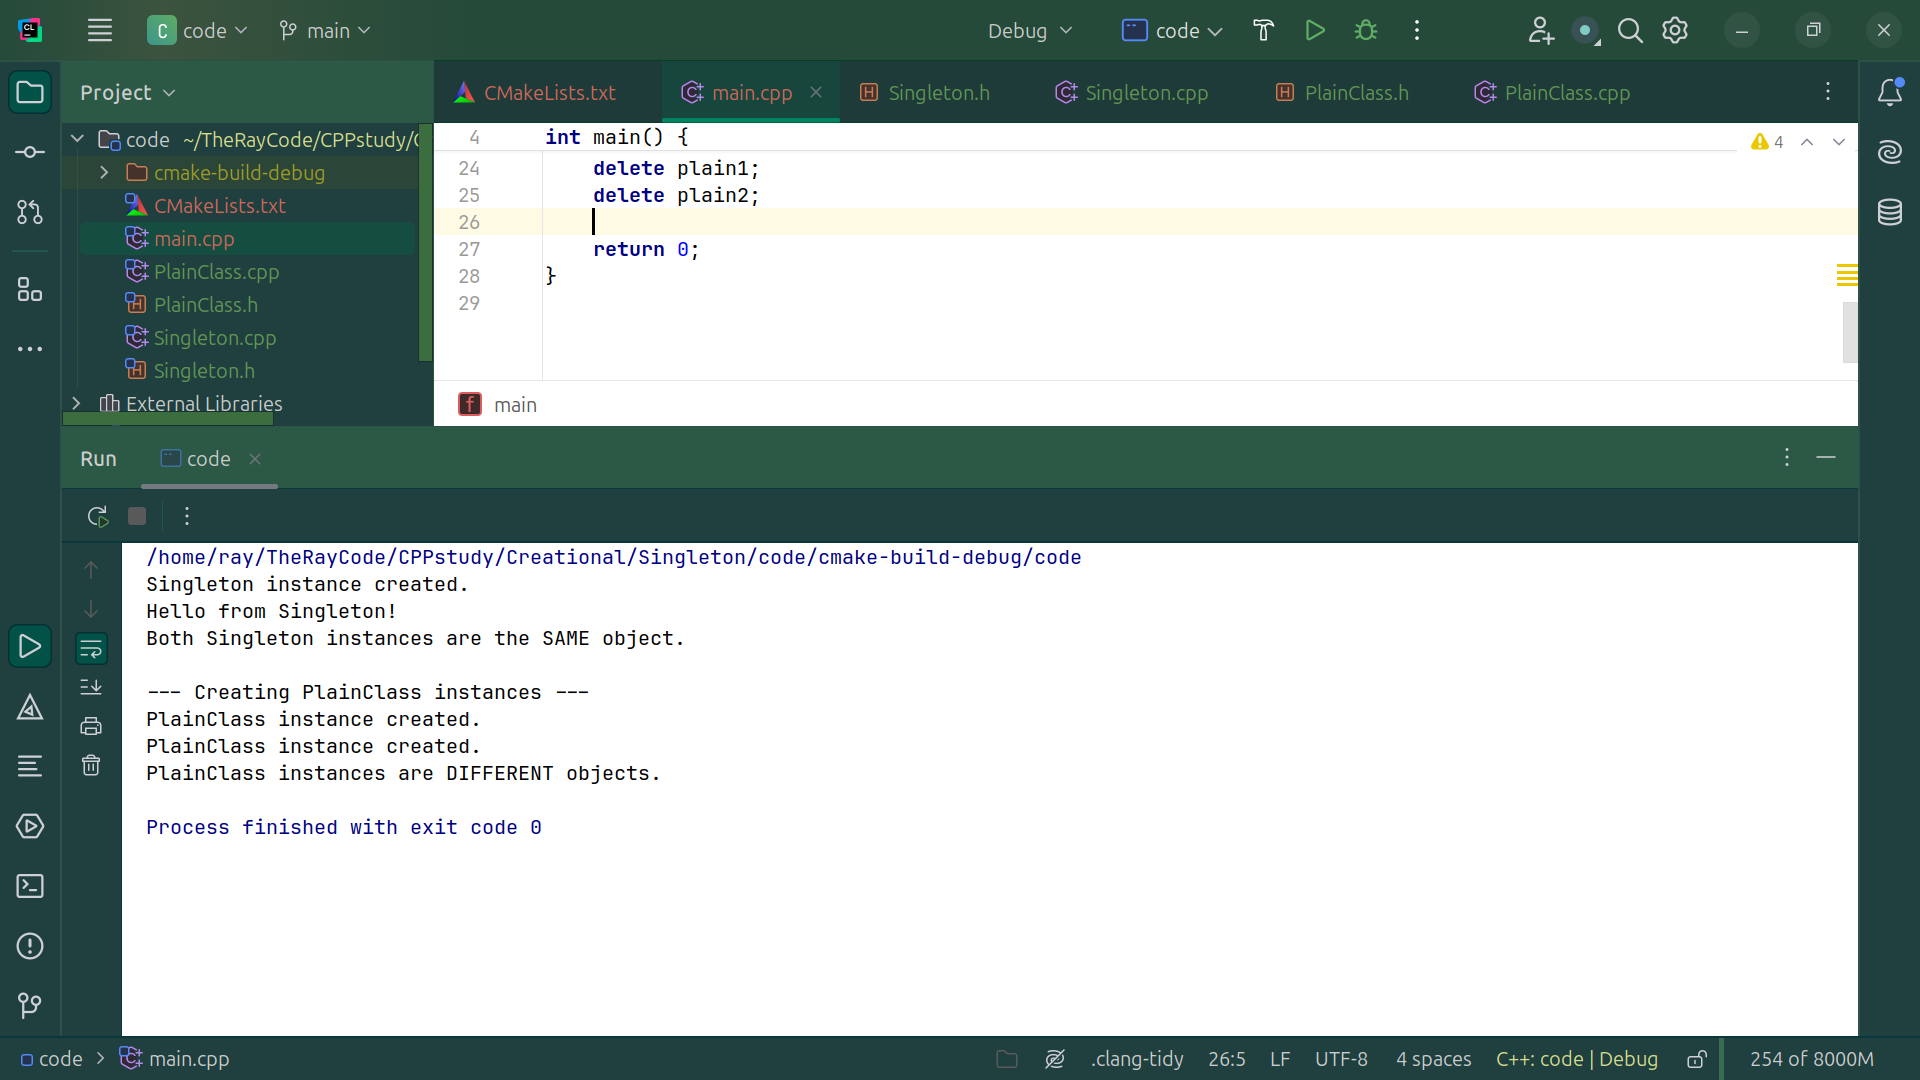 CL C code main Debug code
Project
CMakeLists.txt main.cpp Singleton.h Singleton.cpp PlainClass.h PlainClass.cpp
code ~/TheRayCode/CPPstudy/
cmake-build-debug
CMakeLists.txt
main.cpp
PlainClass.cpp
PlainClass.h
Singleton.cpp
Singleton.h
External Libraries
4 int main() {
4
24 delete plain1;
25 delete plain2;
26
27 return 0;
28 }
29
f main
Run code
/home/ray/TheRayCode/CPPstudy/Creational/Singleton/code/cmake-build-debug/code
Singleton instance created.
Hello from Singleton!
Both Singleton instances are the SAME object.
--- Creating PlainClass instances ---
PlainClass instance created.
PlainClass instance created.
PlainClass instances are DIFFERENT objects.
Process finished with exit code 0
code > main.cpp .clang-tidy 26:5 LF UTF-8 4 spaces C++: code | Debug 254 of 8000M